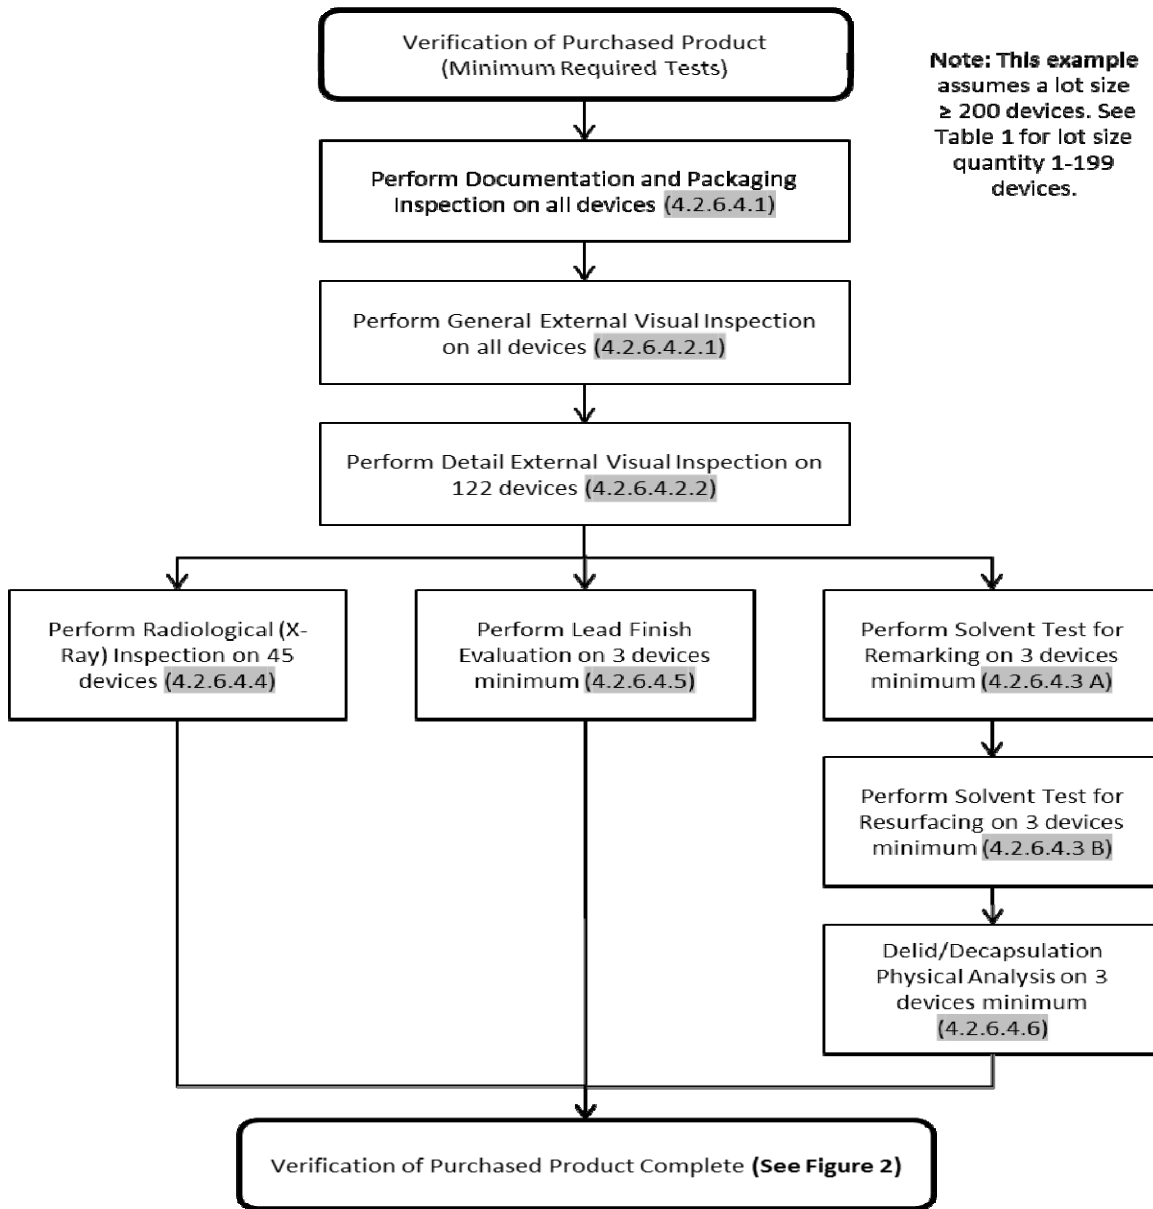 Verification of Purchased Product
(Minimum Required Tests)
Note: This example
assumes a lot size
≥ 200 devices. See
Table 1 for lot size
quantity 1-199
devices.
Perform Documentation and Packaging
Inspection on all devices (4.2.6.4.1)
Perform General External Visual Inspection
on all devices (4.2.6.4.2.1)
Perform Detail External Visual Inspection on
122 devices (4.2.6.4.2.2)
Perform Radiological (X-
Ray) Inspection on 45
devices (4.2.6.4.4)
Perform Lead Finish
Evaluation on 3 devices
minimum (4.2.6.4.5)
Perform Solvent Test for
Remarking on 3 devices
minimum (4.2.6.4.3 A)
Perform Solvent Test for
Resurfacing on 3 devices
minimum (4.2.6.4.3 B)
Delid/Decapsulation
Physical Analysis on 3
devices minimum
(4.2.6.4.6)
Verification of Purchased Product Complete (See Figure 2)